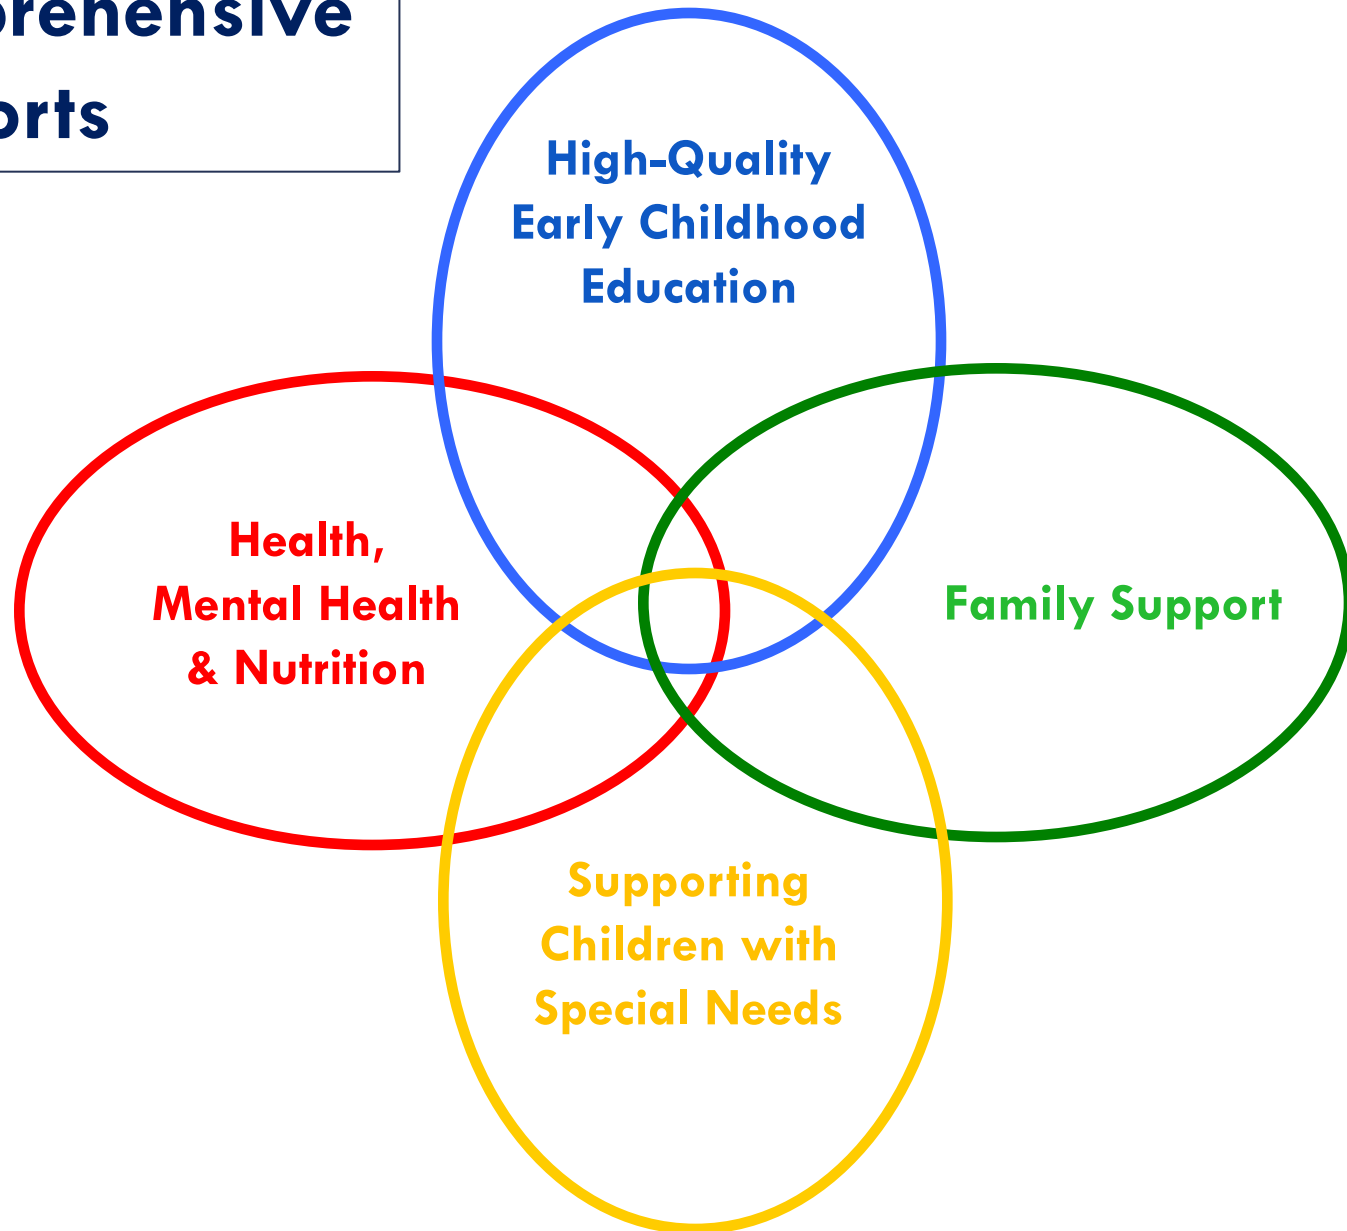 prehensive
orts
High-Quality
Early Childhood
Education
Health,
Mental Health
& Nutrition
Family Support
Supporting
Children with
Special Needs